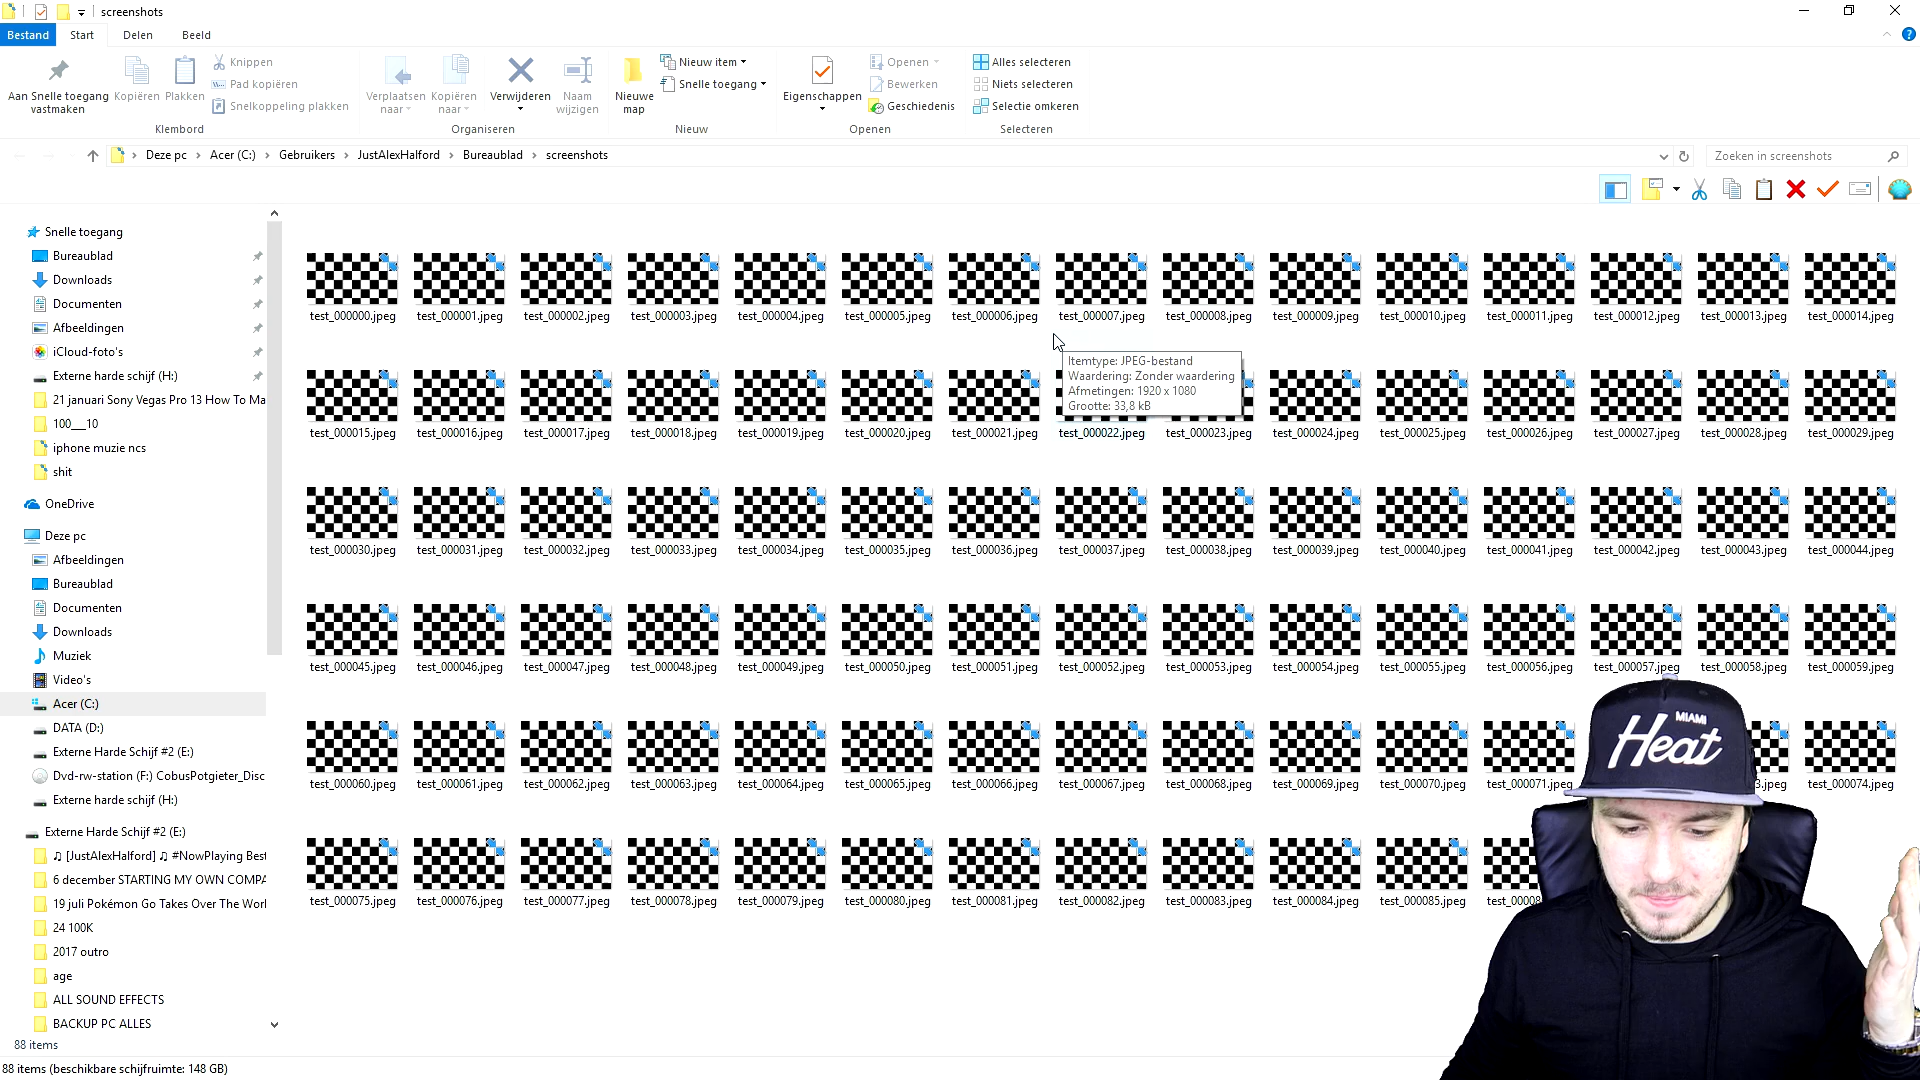 screenshots
Bestand Start Delen Beeld
Aan Snelle toegang vastmaken
Kopiëren
Plakken
Knippen
Pad kopiëren
Snelkoppeling plakken
Klembord
Verplaatsen naar
Kopiëren naar
Verwijderen
Naam wijzigen
Organiseren
Nieuwe map
Nieuw item
Snelle toegang
Nieuw
Eigenschappen
Openen
Bewerken
Geschiedenis
Openen
Alles selecteren
Niets selecteren
Selectie omkeren
Selecteren
Deze pc › Acer (C:) › Gebruikers › JustAlexHalford › Bureaublad › screenshots
Zoeken in screenshots
Snelle toegang
Bureaublad
Downloads
Documenten
Afbeeldingen
iCloud-foto's
Externe harde schijf (H:)
21 januari Sony Vegas Pro 13 How To Ma
100__10
iphone muzie ncs
shit
OneDrive
Deze pc
Afbeeldingen
Bureaublad
Documenten
Downloads
Muziek
Video's
Acer (C:)
DATA (D:)
Externe Harde Schijf #2 (E:)
Dvd-rw-station (F:) CobusPotgieter_Disc
Externe harde schijf (H:)
Externe Harde Schijf #2 (E:)
♫ [JustAlexHalford] ♫ #NowPlaying Best
6 december STARTING MY OWN COMPA
19 juli Pokémon Go Takes Over The Worl
24 100K
2017 outro
age
ALL SOUND EFFECTS
BACKUP PC ALLES
test_000000.jpeg test_000001.jpeg test_000002.jpeg test_000003.jpeg test_000004.jpeg test_000005.jpeg test_000006.jpeg test_000007.jpeg test_000008.jpeg test_000009.jpeg test_000010.jpeg test_000011.jpeg test_000012.jpeg test_000013.jpeg test_000014.jpeg
Itemtype: JPEG-bestand
Waardering: Zonder waardering
Afmetingen: 1920 x 1080
Grootte: 33,8 kB
test_000015.jpeg test_000016.jpeg test_000017.jpeg test_000018.jpeg test_000019.jpeg test_000020.jpeg test_000021.jpeg test_000022.jpeg test_000023.jpeg test_000024.jpeg test_000025.jpeg test_000026.jpeg test_000027.jpeg test_000028.jpeg test_000029.jpeg
test_000030.jpeg test_000031.jpeg test_000032.jpeg test_000033.jpeg test_000034.jpeg test_000035.jpeg test_000036.jpeg test_000037.jpeg test_000038.jpeg test_000039.jpeg test_000040.jpeg test_000041.jpeg test_000042.jpeg test_000043.jpeg test_000044.jpeg
test_000045.jpeg test_000046.jpeg test_000047.jpeg test_000048.jpeg test_000049.jpeg test_000050.jpeg test_000051.jpeg test_000052.jpeg test_000053.jpeg test_000054.jpeg test_000055.jpeg test_000056.jpeg test_000057.jpeg test_000058.jpeg test_000059.jpeg
test_000060.jpeg test_000061.jpeg test_000062.jpeg test_000063.jpeg test_000064.jpeg test_000065.jpeg test_000066.jpeg test_000067.jpeg test_000068.jpeg test_000069.jpeg test_000070.jpeg test_000071.jpeg 3.jpeg test_000074.jpeg
test_000075.jpeg test_000076.jpeg test_000077.jpeg test_000078.jpeg test_000079.jpeg test_000080.jpeg test_000081.jpeg test_000082.jpeg test_000083.jpeg test_000084.jpeg test_000085.jpeg test_00008
MIAMI
Heat
88 items
88 items (beschikbare schijfruimte: 148 GB)